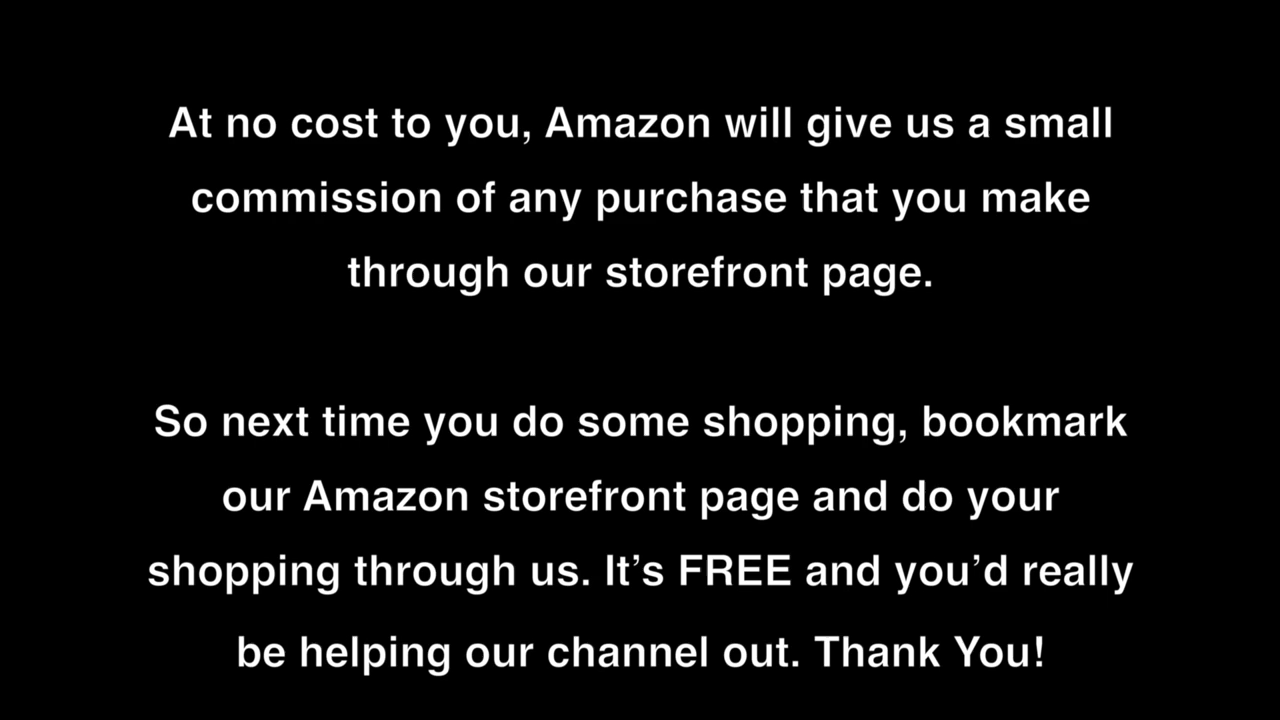 At no cost to you, Amazon will give us a small
commission of any purchase that you make
through our storefront page.
So next time you do some shopping, bookmark
our Amazon storefront page and do your
shopping through us. It’s FREE and you’d really
be helping our channel out. Thank You!